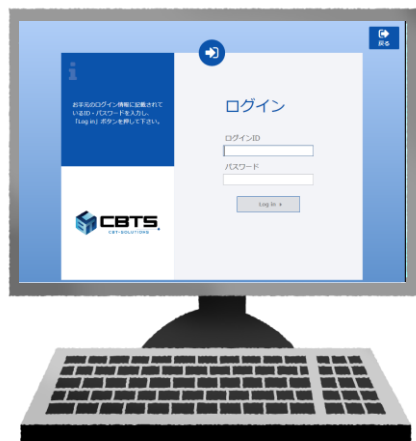 戻る
i
お手元のログイン情報に記載されて
いるID・パスワードを入力し、
「Log in」ボタンを押して下さい。
ログイン
ログインID
パスワード
Log in
CBTS.
CBT-SOLUTIONS